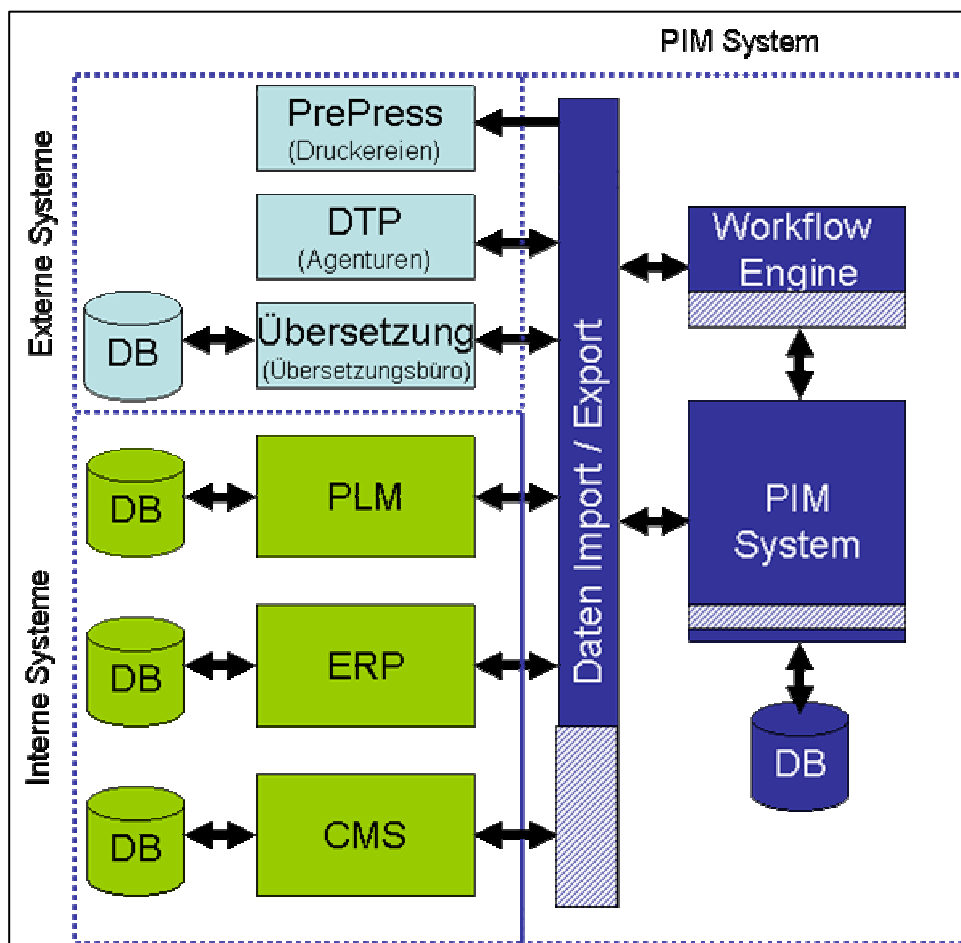 PIM System
Externe Systeme
PrePress
(Druckereien)
DTP
(Agenturen)
DB
Übersetzung
(Übersetzungsbüro)
Interne Systeme
DB
PLM
DB
ERP
DB
CMS
Daten Import / Export
Workflow
Engine
PIM
System
DB